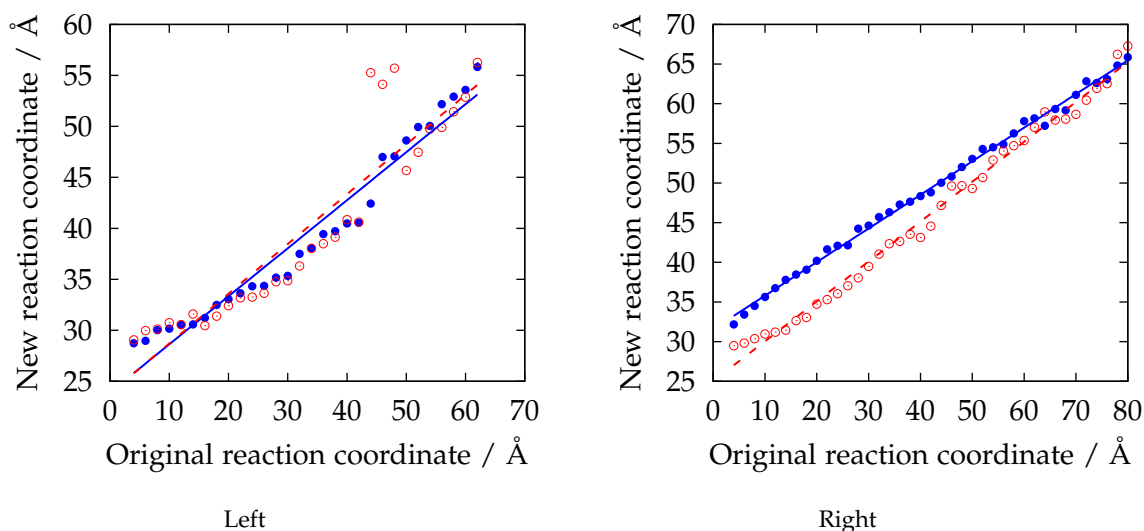 New reaction coordinate / Å
60
55
50
45
40
35
30
25
0 10 20 30 40 50 60 70
Original reaction coordinate / Å
Left
New reaction coordinate / Å
70
65
60
55
50
45
40
35
30
25
0 10 20 30 40 50 60 70 80
Original reaction coordinate / Å
Right